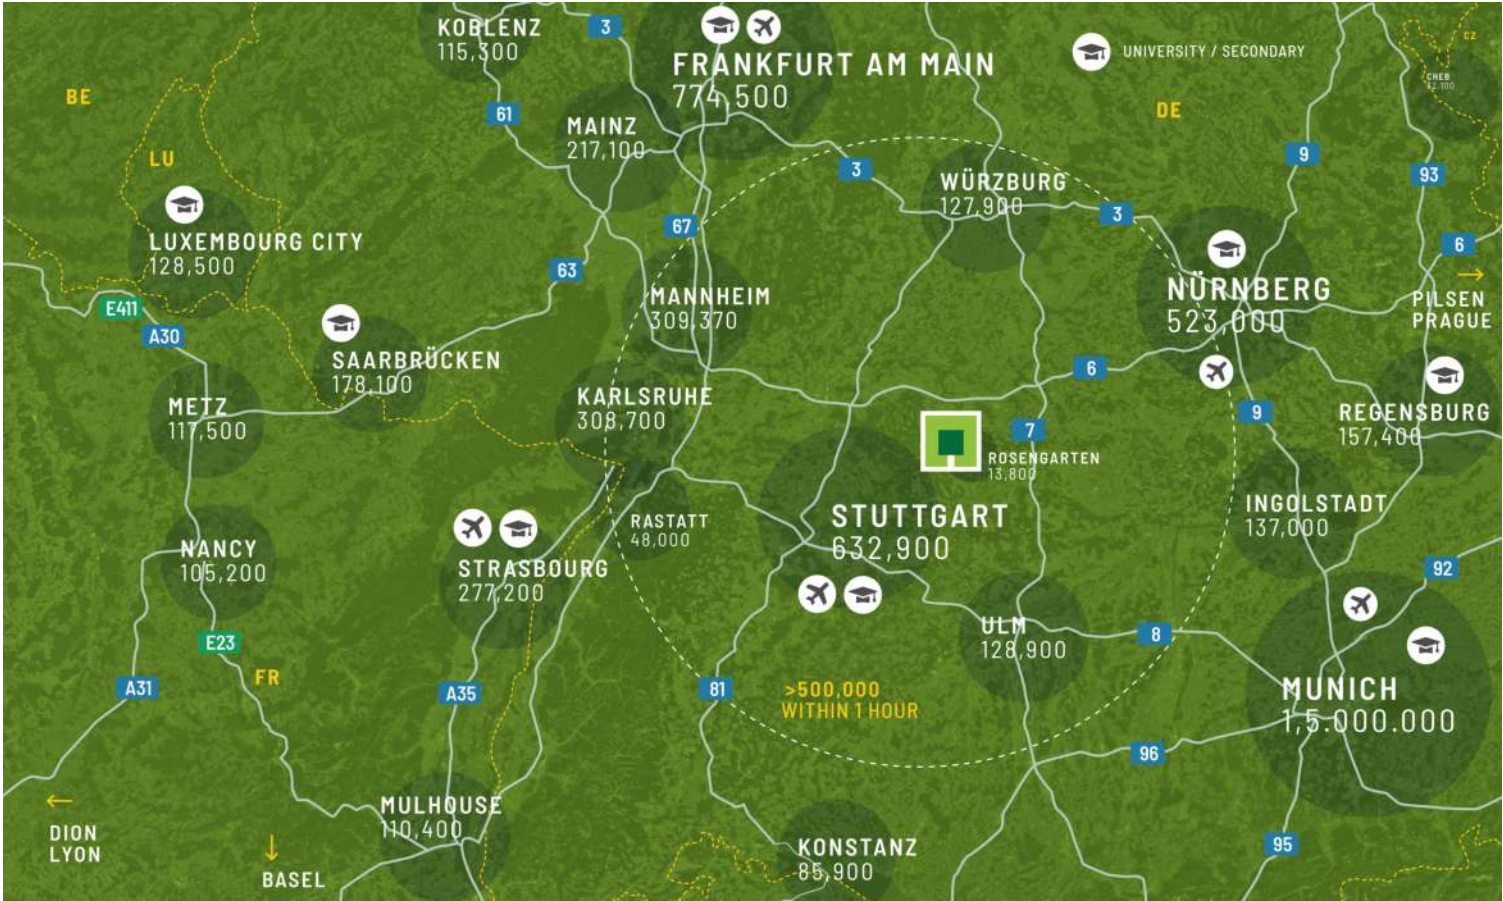 KOBLENZ
115,300
3
FRANKFURT AM MAIN
774,500
UNIVERSITY / SECONDARY
CZ
CHEB
BE
61
MAINZ
217,100
DE
LU
3
9
93
WÜRZBURG
127,900
3
67
LUXEMBOURG CITY
128,500
63
6
E411
A30
MANNHEIM
309,370
NÜRNBERG
523,000
PILSEN
PRAGUE
SAARBRÜCKEN
178,100
6
METZ
117,500
KARLSRUHE
308,700
7
9
REGENSBURG
157,400
ROSENGARTEN
13,800
RASTATT
48,000
STUTTGART
632,900
INGOLSTADT
137,000
NANCY
105,200
STRASBOURG
277,200
92
E23
ULM
128,900
8
FR
A31
A35
81
>500,000
WITHIN 1 HOUR
MUNICH
1,5.000.000
96
DION
LYON
MULHOUSE
110,400
BASEL
KONSTANZ
85,900
95